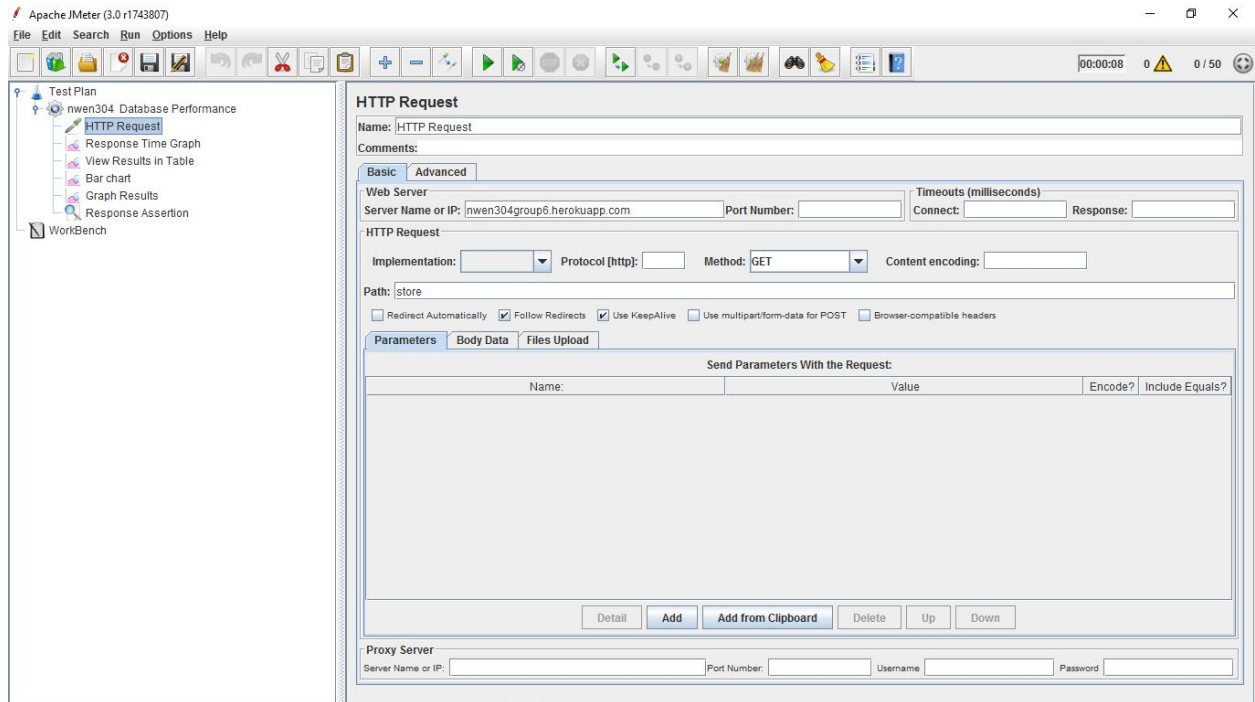 Apache JMeter (3.0 r1743807)
File Edit Search Run Options Help
00:00:08 0 0 / 50
Test Plan
nwen304 Database Performance
HTTP Request
Response Time Graph
View Results in Table
Bar chart
Graph Results
Response Assertion
WorkBench
HTTP Request
Name: HTTP Request
Comments:
Basic Advanced
Web Server
Server Name or IP: nwen304group6.herokuapp.com Port Number:
Timeouts (milliseconds)
Connect: Response:
HTTP Request
Implementation: Protocol [http]: Method: GET Content encoding:
Path: store
Redirect Automatically Follow Redirects Use KeepAlive Use multipart/form-data for POST Browser-compatible headers
Parameters Body Data Files Upload
Send Parameters With the Request:
Name: Value Encode? Include Equals?
Detail Add Add from Clipboard Delete Up Down
Proxy Server
Server Name or IP: Port Number: Username Password